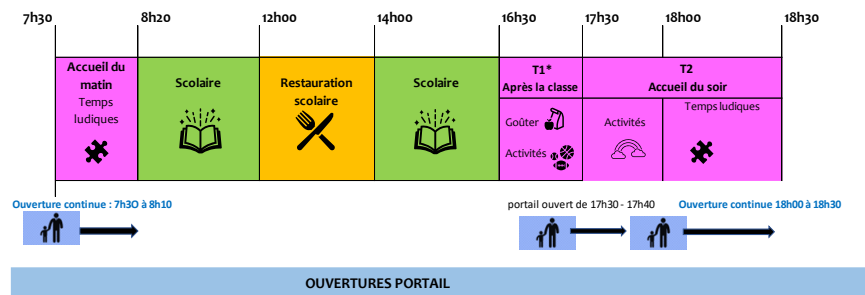 7h30 8h20 12h00 14h00 16h30 17h30 18h00 18h30
Accueil du
matin
Temps
ludiques
Scolaire
Restauration
scolaire
Scolaire
T1*
Après la classe
Goûter
Activités
T2
Accueil du soir
Activités
Temps ludiques
Ouverture continue : 7h3O à 8h10
portail ouvert de 17h30 - 17h40
Ouverture continue 18h00 à 18h30
OUVERTURES PORTAIL